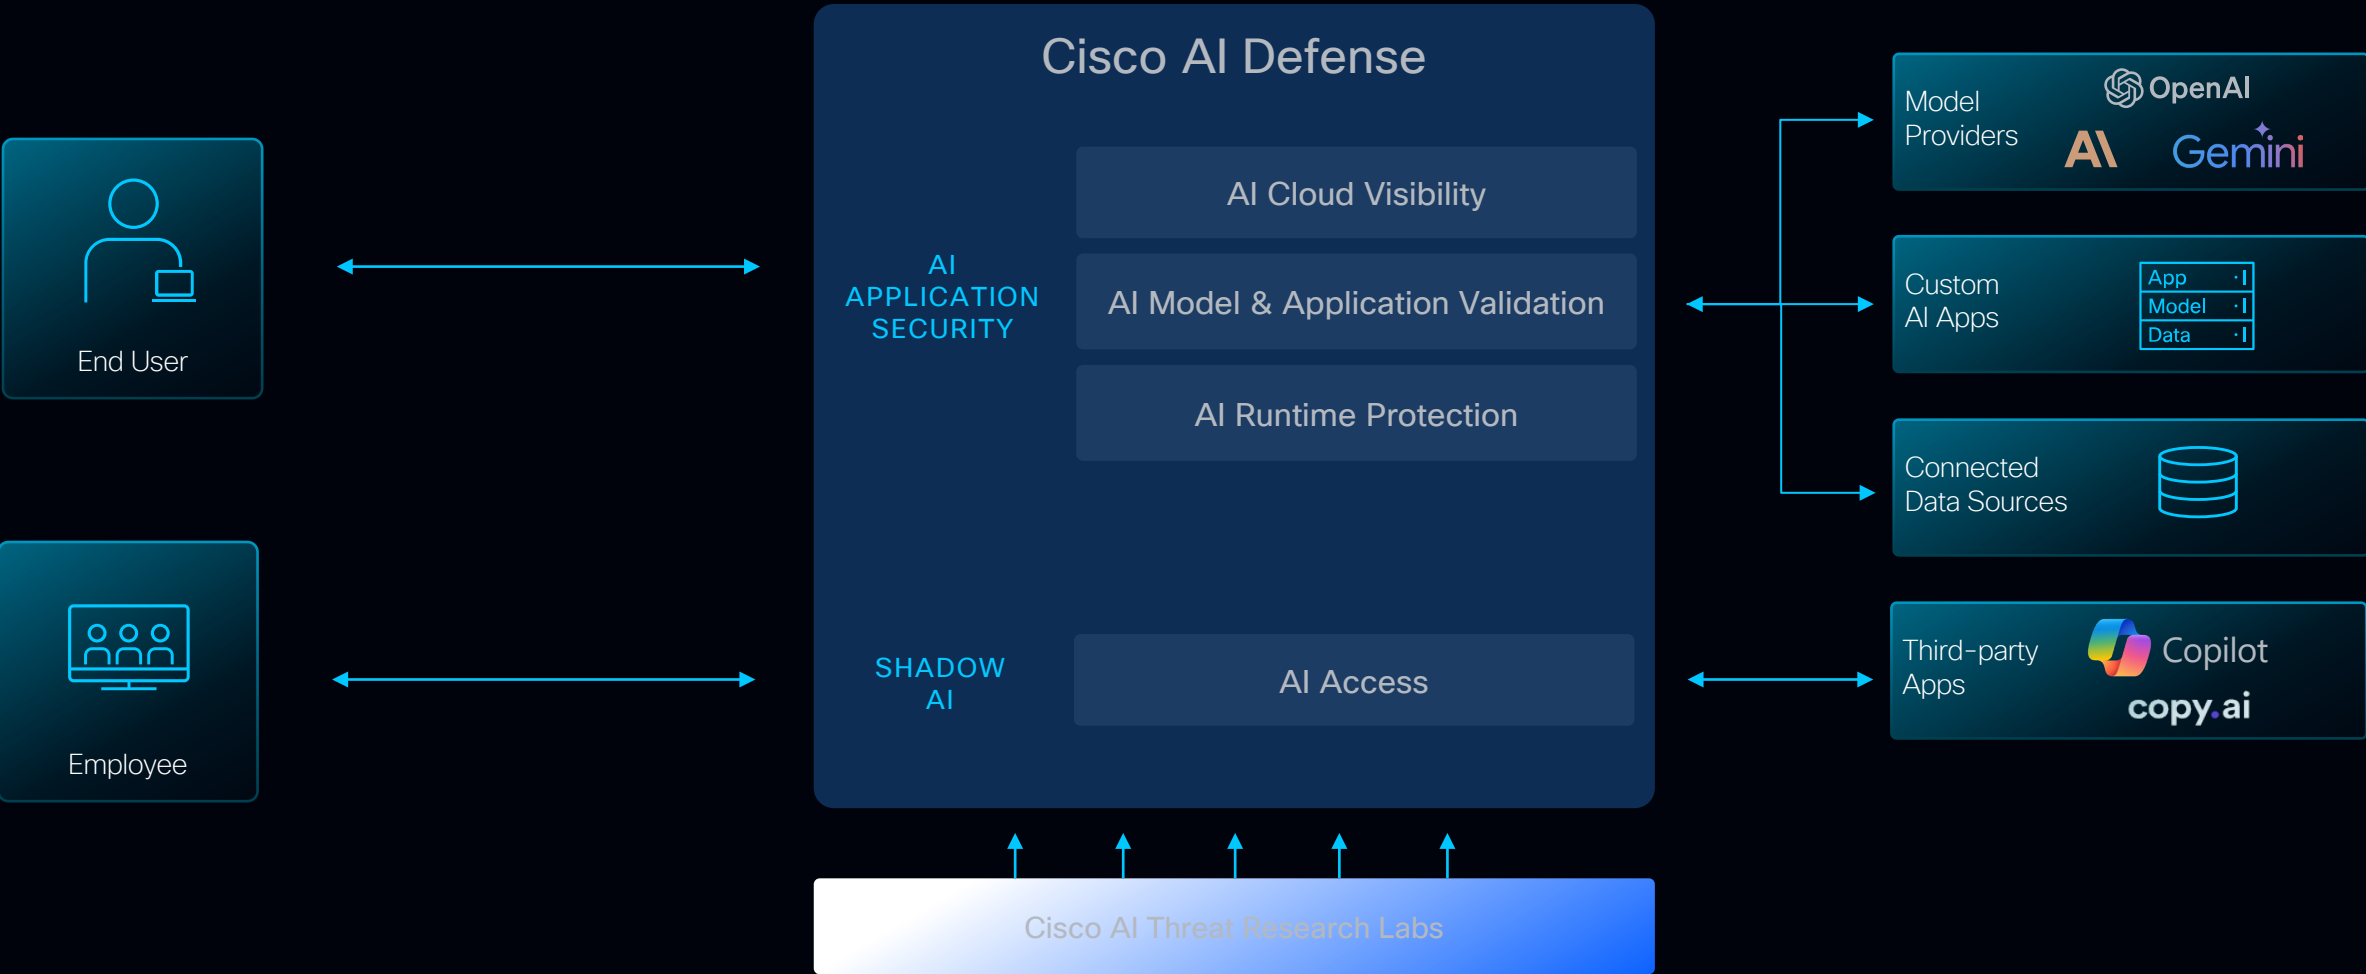 Cisco AI Defense
End User
AI
APPLICATION
SECURITY
AI Cloud Visibility
AI Model & Application Validation
AI Runtime Protection
Employee
SHADOW
AI
AI Access
Cisco AI Threat Research Labs
Model
Providers
OpenAI
AI
Gemini
Custom
AI Apps
App
Model
Data
Connected
Data Sources
Third-party
Apps
Copilot
copy.ai